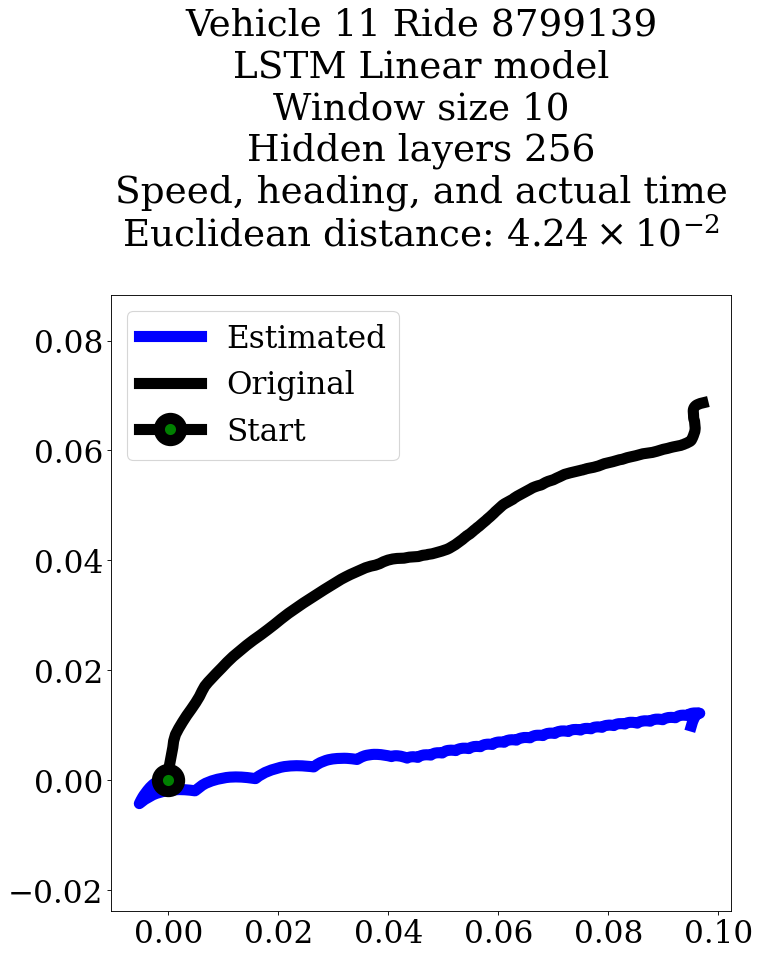 Vehicle 11 Ride 8799139
LSTM Linear model
Window size 10
Hidden layers 256
Speed, heading, and actual time
Euclidean distance: 4.24 × 10⁻²
Estimated
Original
Start
0.08
0.06
0.04
0.02
0.00
−0.02
0.00 0.02 0.04 0.06 0.08 0.10